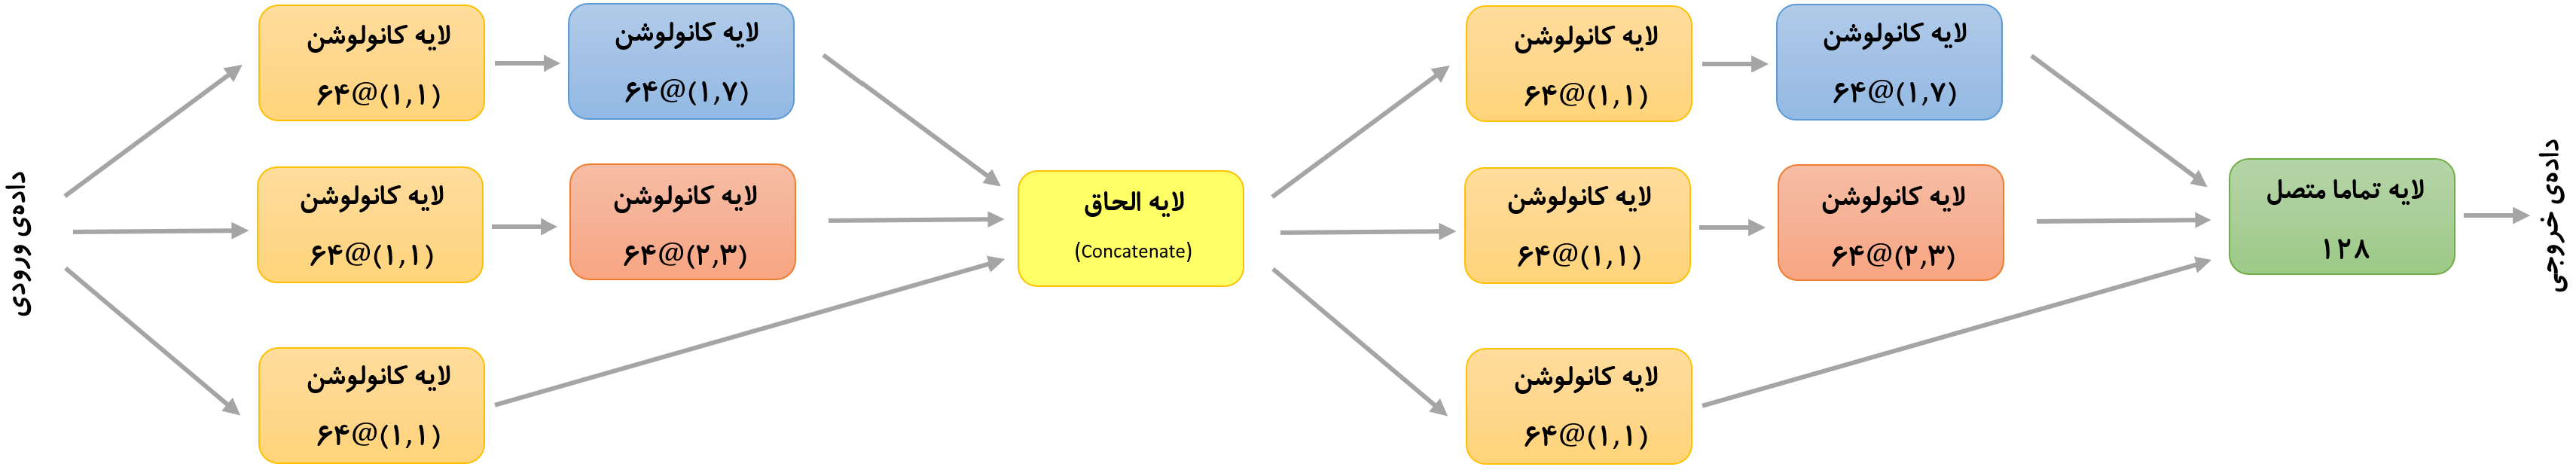 داده‌ی ورودی
لایه کانولوشن
۶۴@(۱,۱)
لایه کانولوشن
۶۴@(۱,۷)
لایه کانولوشن
۶۴@(۱,۱)
لایه کانولوشن
۶۴@(۲,۳)
لایه کانولوشن
۶۴@(۱,۱)
لایه الحاق
(Concatenate)
لایه کانولوشن
۶۴@(۱,۱)
لایه کانولوشن
۶۴@(۱,۷)
لایه کانولوشن
۶۴@(۱,۱)
لایه کانولوشن
۶۴@(۲,۳)
لایه کانولوشن
۶۴@(۱,۱)
لایه تماما متصل
۱۲۸
داده‌ی خروجی